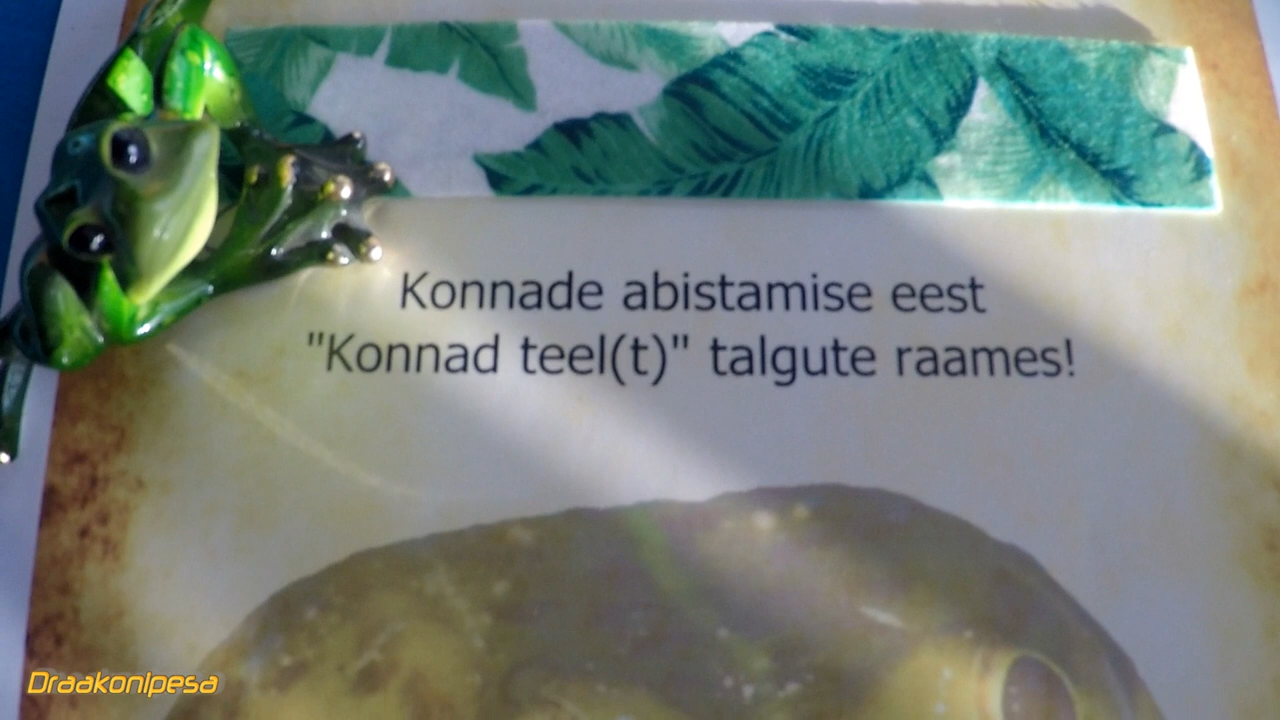 Konnade abistamise eest
"Konnad teel(t)" talgute raames!
Draakonipesa